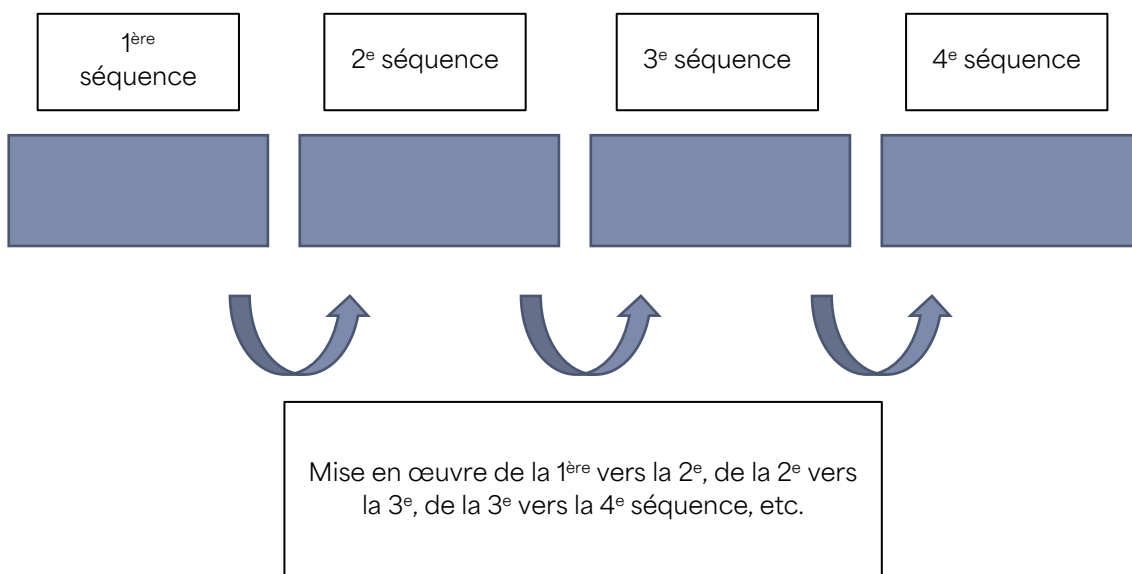 1ère
séquence
2e séquence
3e séquence
4e séquence
Mise en œuvre de la 1ère vers la 2e, de la 2e vers
la 3e, de la 3e vers la 4e séquence, etc.